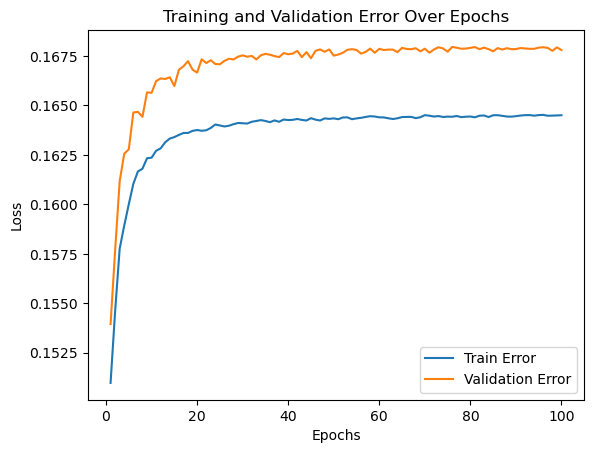 Training and Validation Error Over Epochs
Loss
0.1675
0.1650
0.1625
0.1600
0.1575
0.1550
0.1525
0 20 40 60 80 100
Epochs
Train Error
Validation Error